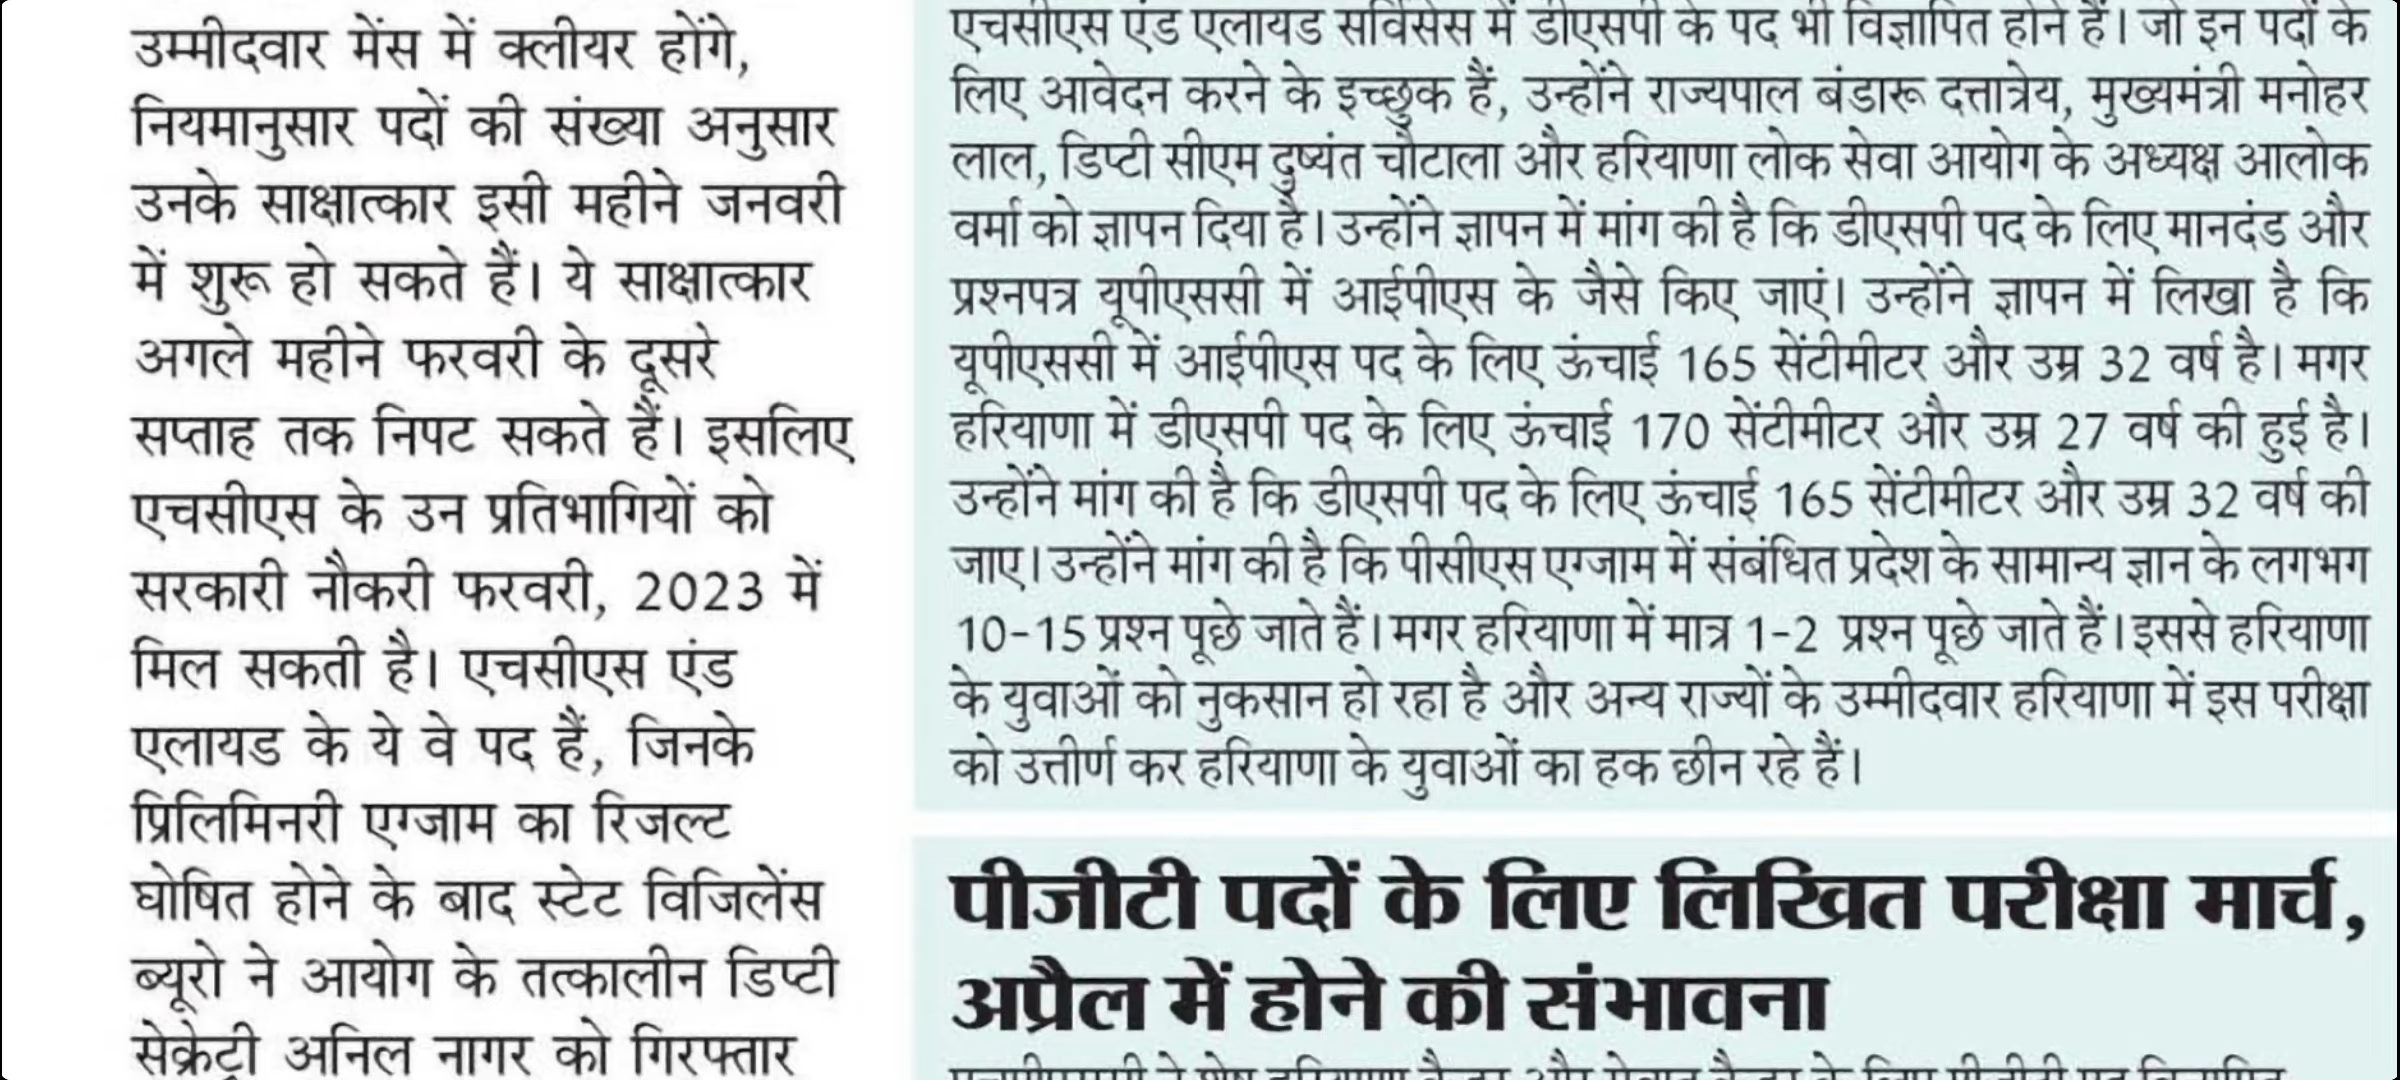 उम्मीदवार मेंस में क्लीयर होंगे,
नियमानुसार पदों की संख्या अनुसार
उनके साक्षात्कार इसी महीने जनवरी
में शुरू हो सकते हैं। ये साक्षात्कार
अगले महीने फरवरी के दूसरे
सप्ताह तक निपट सकते हैं। इसलिए
एचसीएस के उन प्रतिभागियों को
सरकारी नौकरी फरवरी, 2023 में
मिल सकती है। एचसीएस एंड
एलायड के ये वे पद हैं, जिनके
प्रिलिमिनरी एग्जाम का रिजल्ट
घोषित होने के बाद स्टेट विजिलेंस
ब्यूरो ने आयोग के तत्कालीन डिप्टी
सेक्रेट्री अनिल नागर को गिरफ्तार
एचसीएस एंड एलायड सर्विसेस में डीएसपी के पद भी विज्ञापित होने हैं। जो इन पदों के
लिए आवेदन करने के इच्छुक हैं, उन्होंने राज्यपाल बंडारू दत्तात्रेय, मुख्यमंत्री मनोहर
लाल, डिप्टी सीएम दुष्यंत चौटाला और हरियाणा लोक सेवा आयोग के अध्यक्ष आलोक
वर्मा को ज्ञापन दिया है। उन्होंने ज्ञापन में मांग की है कि डीएसपी पद के लिए मानदंड और
प्रश्नपत्र यूपीएससी में आईपीएस के जैसे किए जाएं। उन्होंने ज्ञापन में लिखा है कि
यूपीएससी में आईपीएस पद के लिए ऊंचाई 165 सेंटीमीटर और उम्र 32 वर्ष है। मगर
हरियाणा में डीएसपी पद के लिए ऊंचाई 170 सेंटीमीटर और उम्र 27 वर्ष की हुई है।
उन्होंने मांग की है कि डीएसपी पद के लिए ऊंचाई 165 सेंटीमीटर और उम्र 32 वर्ष की
जाए। उन्होंने मांग की है कि पीसीएस एग्जाम में संबंधित प्रदेश के सामान्य ज्ञान के लगभग
10-15 प्रश्न पूछे जाते हैं। मगर हरियाणा में मात्र 1-2 प्रश्न पूछे जाते हैं। इससे हरियाणा
के युवाओं को नुकसान हो रहा है और अन्य राज्यों के उम्मीदवार हरियाणा में इस परीक्षा
को उत्तीर्ण कर हरियाणा के युवाओं का हक छीन रहे हैं।
पीजीटी पदों के लिए लिखित परीक्षा मार्च,
अप्रैल में होने की संभावना